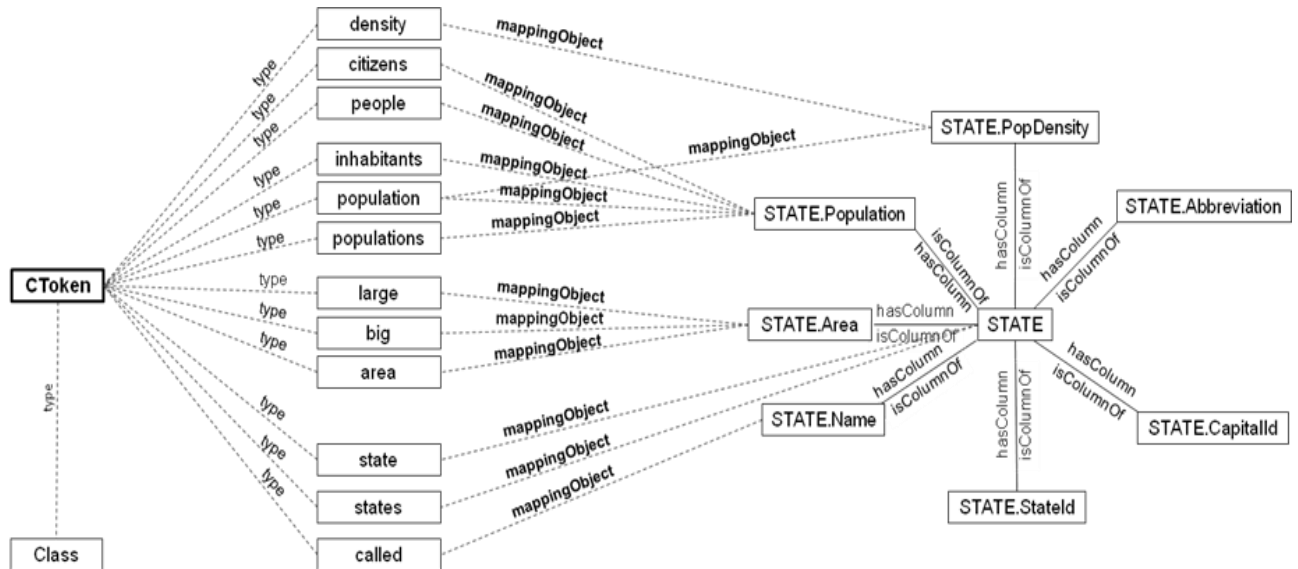 density
mappingObject
type
citizens
type
mappingObject
people
type
mappingObject
STATE.PopDensity
inhabitants
type
mappingObject
mappingObject
population
type
mappingObject
STATE.Population
STATE.Abbreviation
populations
type
mappingObject
hasColumn
isColumnOf
hasColumn
isColumnOf
isColumnOf
hasColumn
CToken
type
large
mappingObject
type
big
mappingObject
STATE.Area
hasColumn
isColumnOf
STATE
type
area
mappingObject
hasColumn
isColumnOf
hasColumn
isColumnOf
type
type
mappingObject
STATE.Name
hasColumn
isColumnOf
STATE.CapitalId
state
type
mappingObject
states
type
mappingObject
STATE.StateId
Class
called